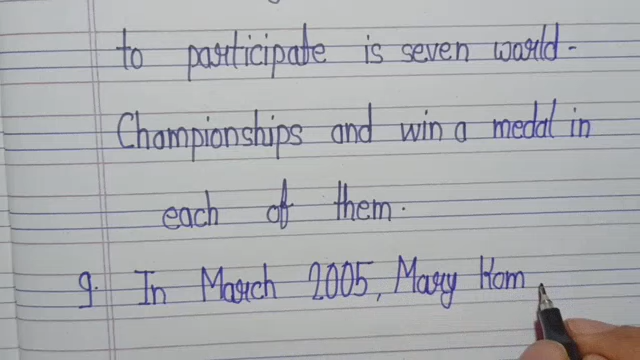 to participate is seven world-
Championships and win a medal in
each of them.
9. In March 2005, Mary Kom